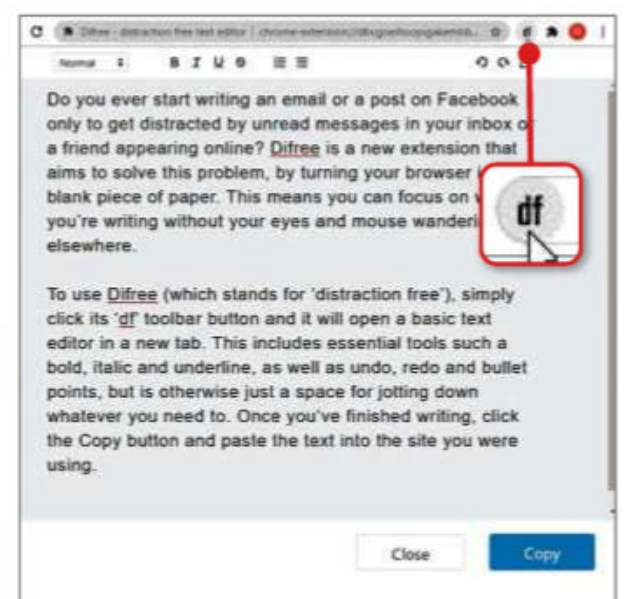 Difree - distraction free text editor | chrome-extension://
Normal B I U S
Do you ever start writing an email or a post on Facebook
only to get distracted by unread messages in your inbox or
a friend appearing online? Difree is a new extension that
aims to solve this problem, by turning your browser
blank piece of paper. This means you can focus on
you're writing without your eyes and mouse wandering
elsewhere.
df
To use Difree (which stands for 'distraction free'), simply
click its 'df' toolbar button and it will open a basic text
editor in a new tab. This includes essential tools such a
bold, italic and underline, as well as undo, redo and bullet
points, but is otherwise just a space for jotting down
whatever you need to. Once you've finished writing, click
the Copy button and paste the text into the site you were
using.
Close Copy